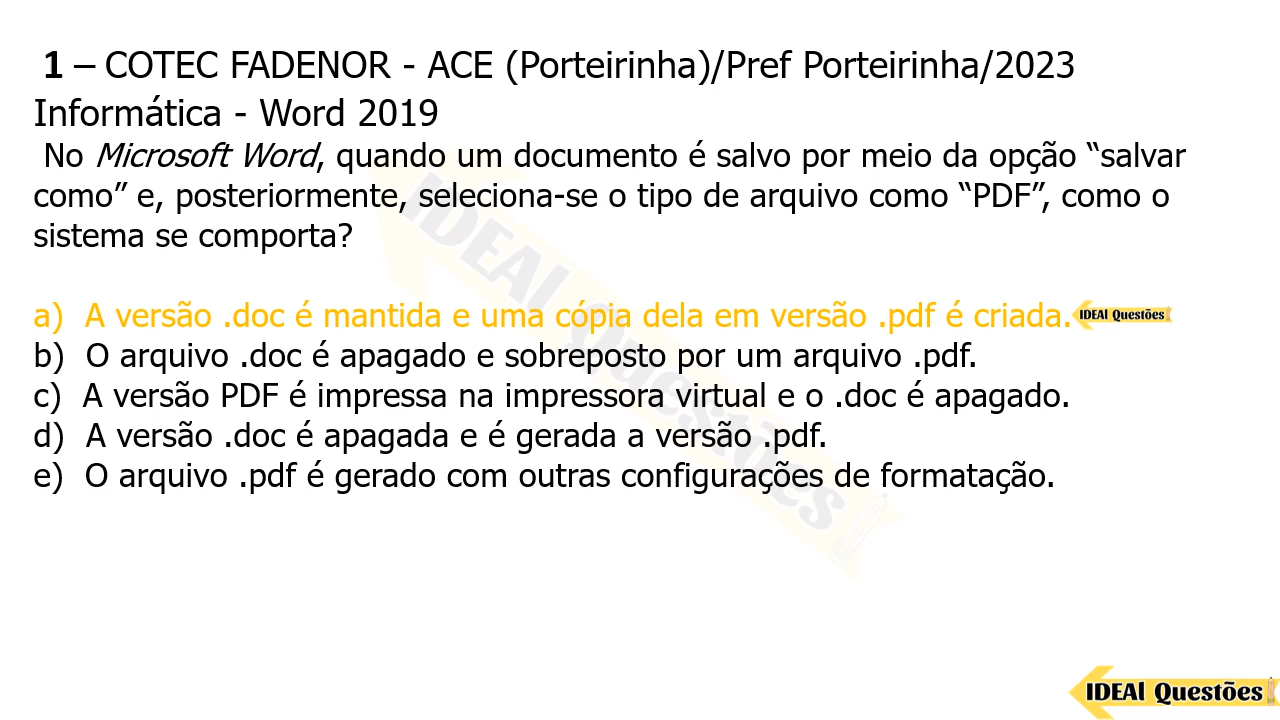 1 – COTEC FADENOR - ACE (Porteirinha)/Pref Porteirinha/2023
Informática - Word 2019
No Microsoft Word, quando um documento é salvo por meio da opção “salvar
como” e, posteriormente, seleciona-se o tipo de arquivo como “PDF”, como o
sistema se comporta?
a) A versão .doc é mantida e uma cópia dela em versão .pdf é criada.
IDEAl Questões
b) O arquivo .doc é apagado e sobreposto por um arquivo .pdf.
c) A versão PDF é impressa na impressora virtual e o .doc é apagado.
d) A versão .doc é apagada e é gerada a versão .pdf.
e) O arquivo .pdf é gerado com outras configurações de formatação.
IDEAl Questões
IDEAl Questões